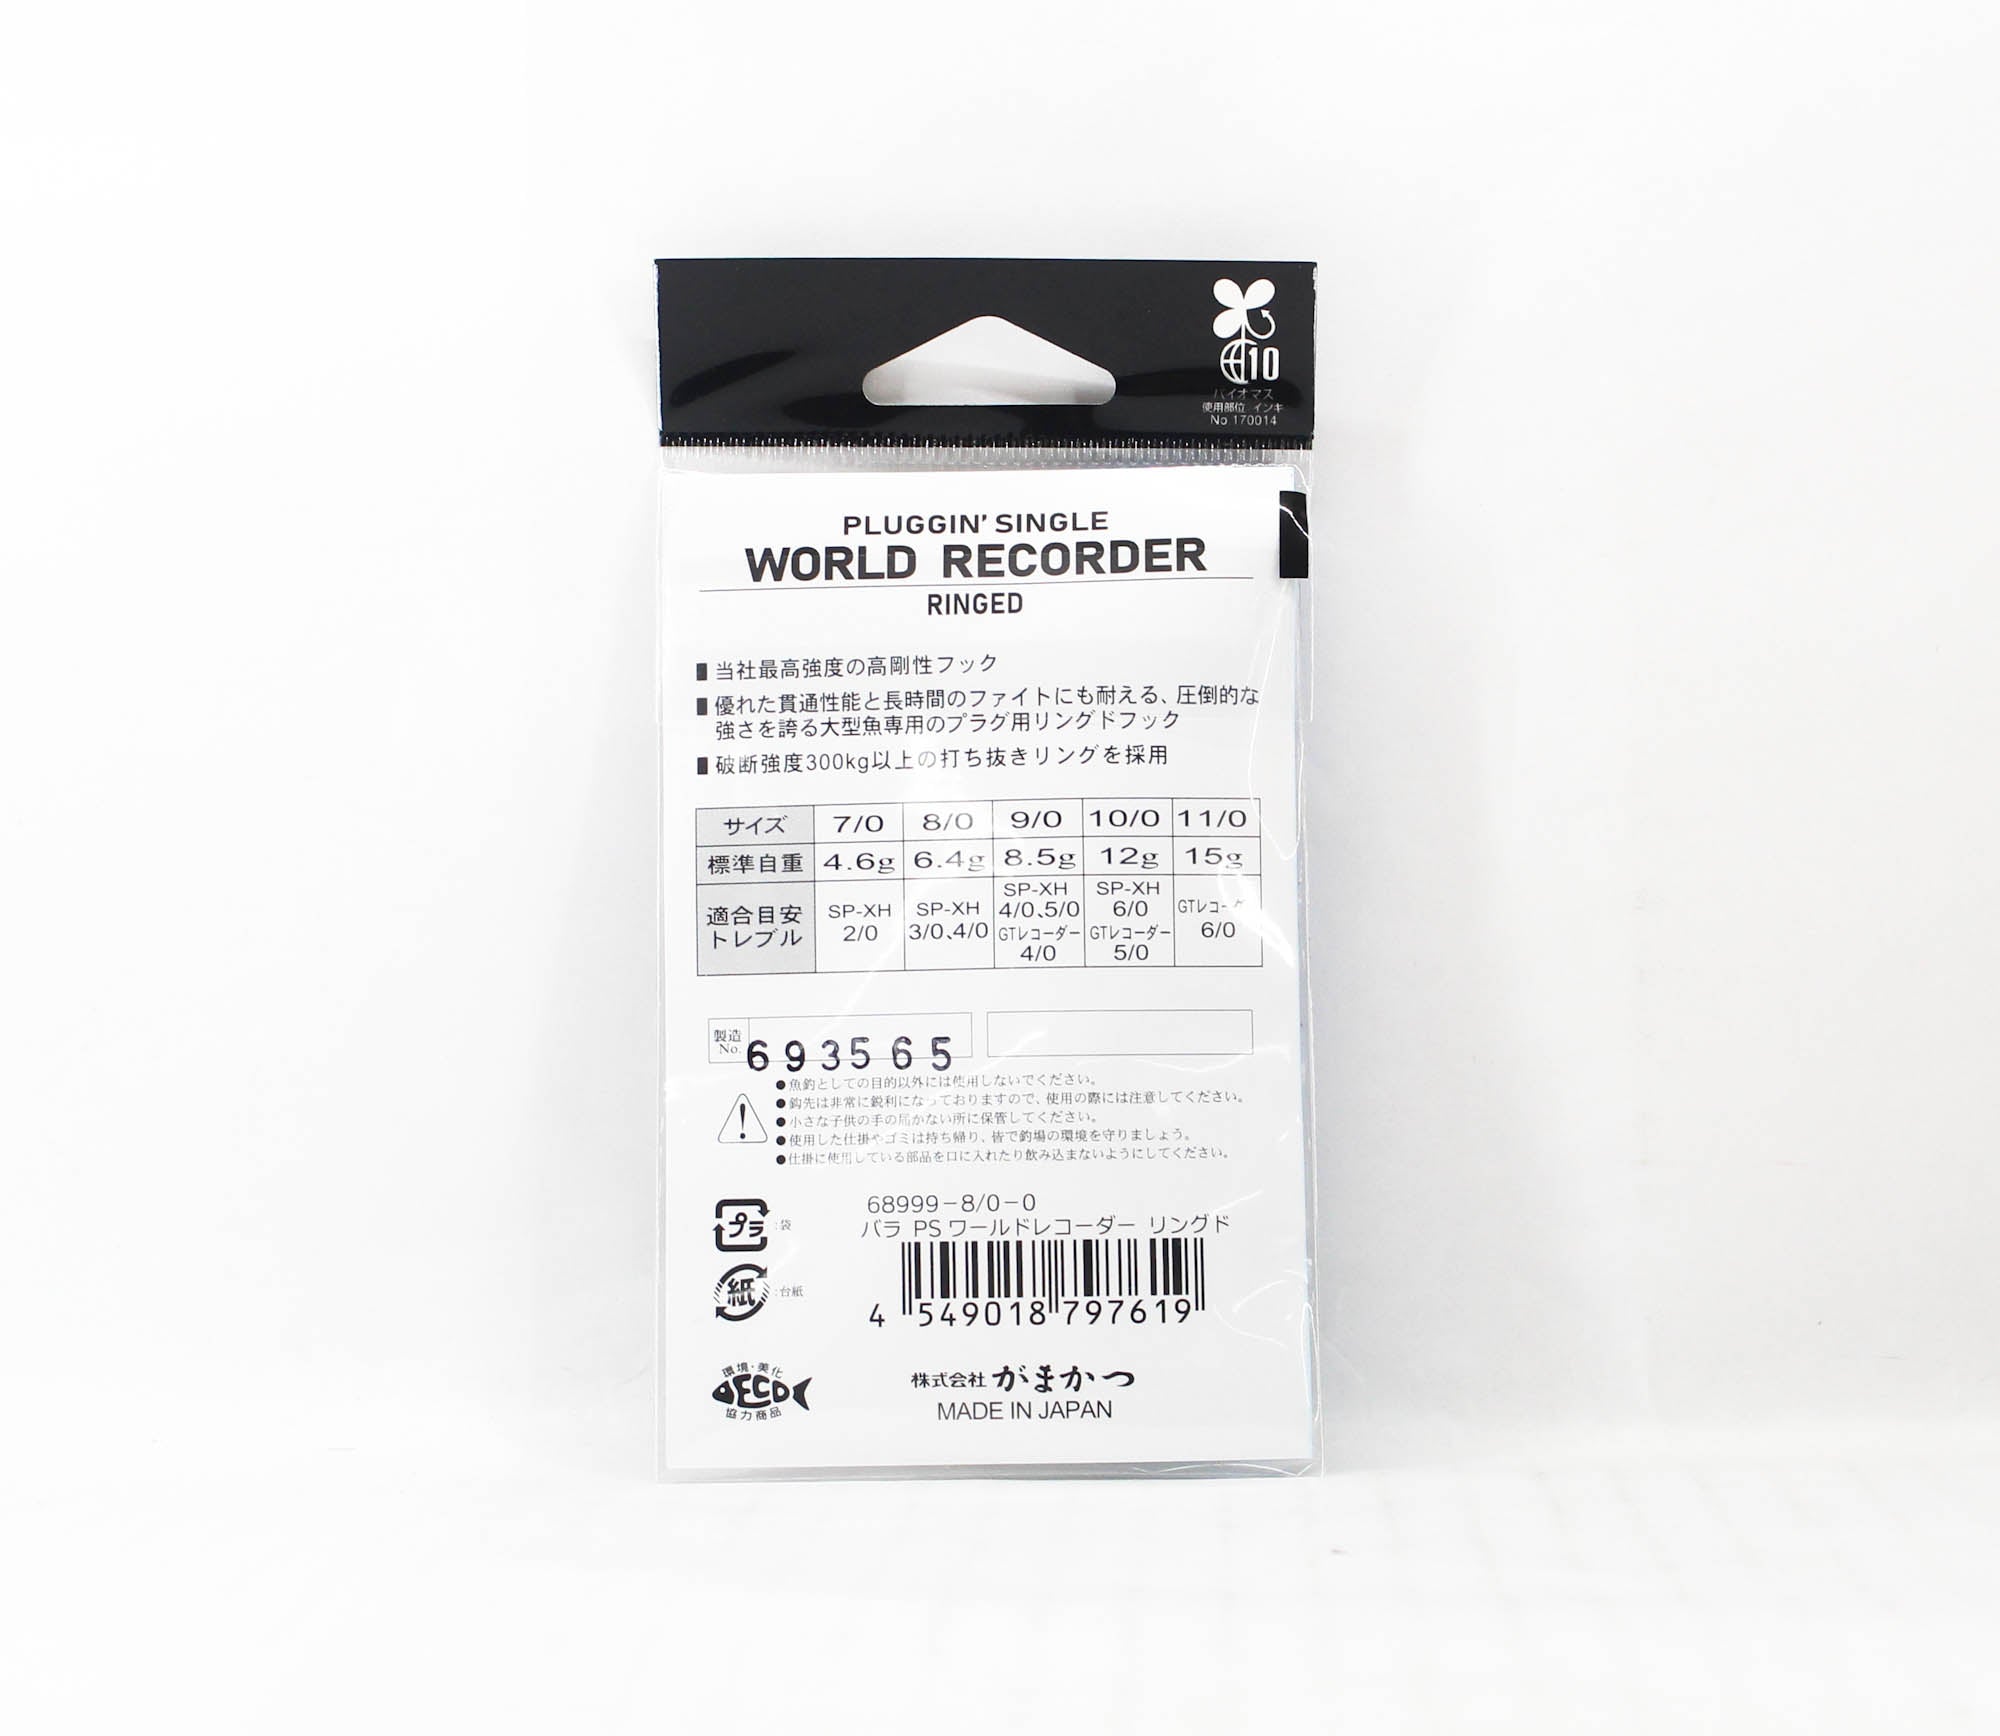 10
バイオマス
使用部位 インキ
No 170014
PLUGGIN' SINGLE
WORLD RECORDER
RINGED
■ 当社最高強度の高剛性フック
■ 優れた貫通性能と長時間のファイトにも耐える、圧倒的な
強さを誇る大型魚専用のプラグ用リングドフック
■ 破断強度300kg以上の打ち抜きリングを採用
サイズ 7/0 8/0 9/0 10/0 11/0
標準自重 4.6g 6.4g 8.5g 12g 15g
適合目安トレブル SP-XH 2/0 SP-XH 3/0、4/0 SP-XH 4/0、5/0 GTレコーダー 4/0 SP-XH 6/0 GTレコーダー 5/0 GTレコーダー 6/0
製造No. 693565
●魚釣としての目的以外には使用しないでください。
●鈎先は非常に鋭利になっておりますので、使用の際には注意してください。
●小さな子供の手の届かない所に保管してください。
●使用した仕掛やゴミは持ち帰り、皆で釣場の環境を守りましょう。
●仕掛に使用している部品を口に入れたり飲み込まないようにしてください。
プラ :袋
紙 :台紙
68999-8/0-0
バラ PSワールドレコーダー リングド
4 549018 797619
環境・美化
ECO
協力商品
株式会社 がまかつ
MADE IN JAPAN